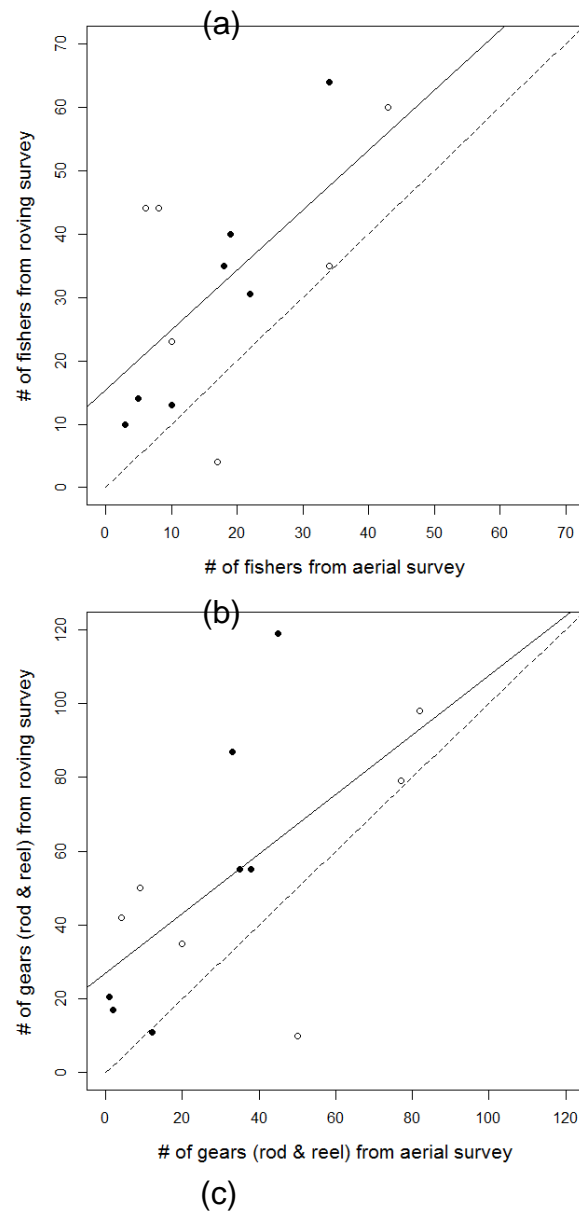 (a)
70
60
50
40
30
20
10
0
# of fishers from roving survey
0 10 20 30 40 50 60 70
# of fishers from aerial survey
(b)
120
100
80
60
40
20
0
# of gears (rod & reel) from roving survey
0 20 40 60 80 100 120
# of gears (rod & reel) from aerial survey
(c)